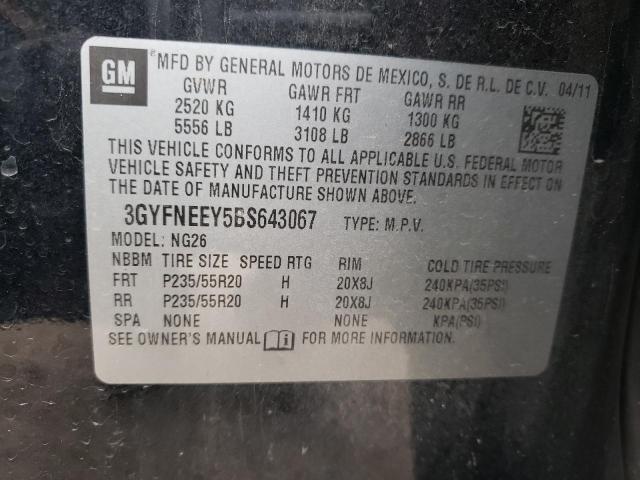 GM
MFD BY GENERAL MOTORS DE MEXICO, S. DE R.L. DE C.V. 04/11
GVWR GAWR FRT GAWR RR
2520 KG 1410 KG 1300 KG
5556 LB 3108 LB 2866 LB
THIS VEHICLE CONFORMS TO ALL APPLICABLE U.S. FEDERAL MOTOR
VEHICLE SAFETY AND THEFT PREVENTION STANDARDS IN EFFECT ON
THE DATE OF MANUFACTURE SHOWN ABOVE.
3GYFNEEY5BS643067 TYPE: M.P.V.
MODEL: NG26
NBBM TIRE SIZE SPEED RTG RIM COLD TIRE PRESSURE
FRT P235/55R20 H 20X8J 240KPA(35PSI)
RR P235/55R20 H 20X8J 240KPA(35PSI)
SPA NONE NONE KPA(PSI)
SEE OWNER'S MANUAL i FOR MORE INFORMATION.